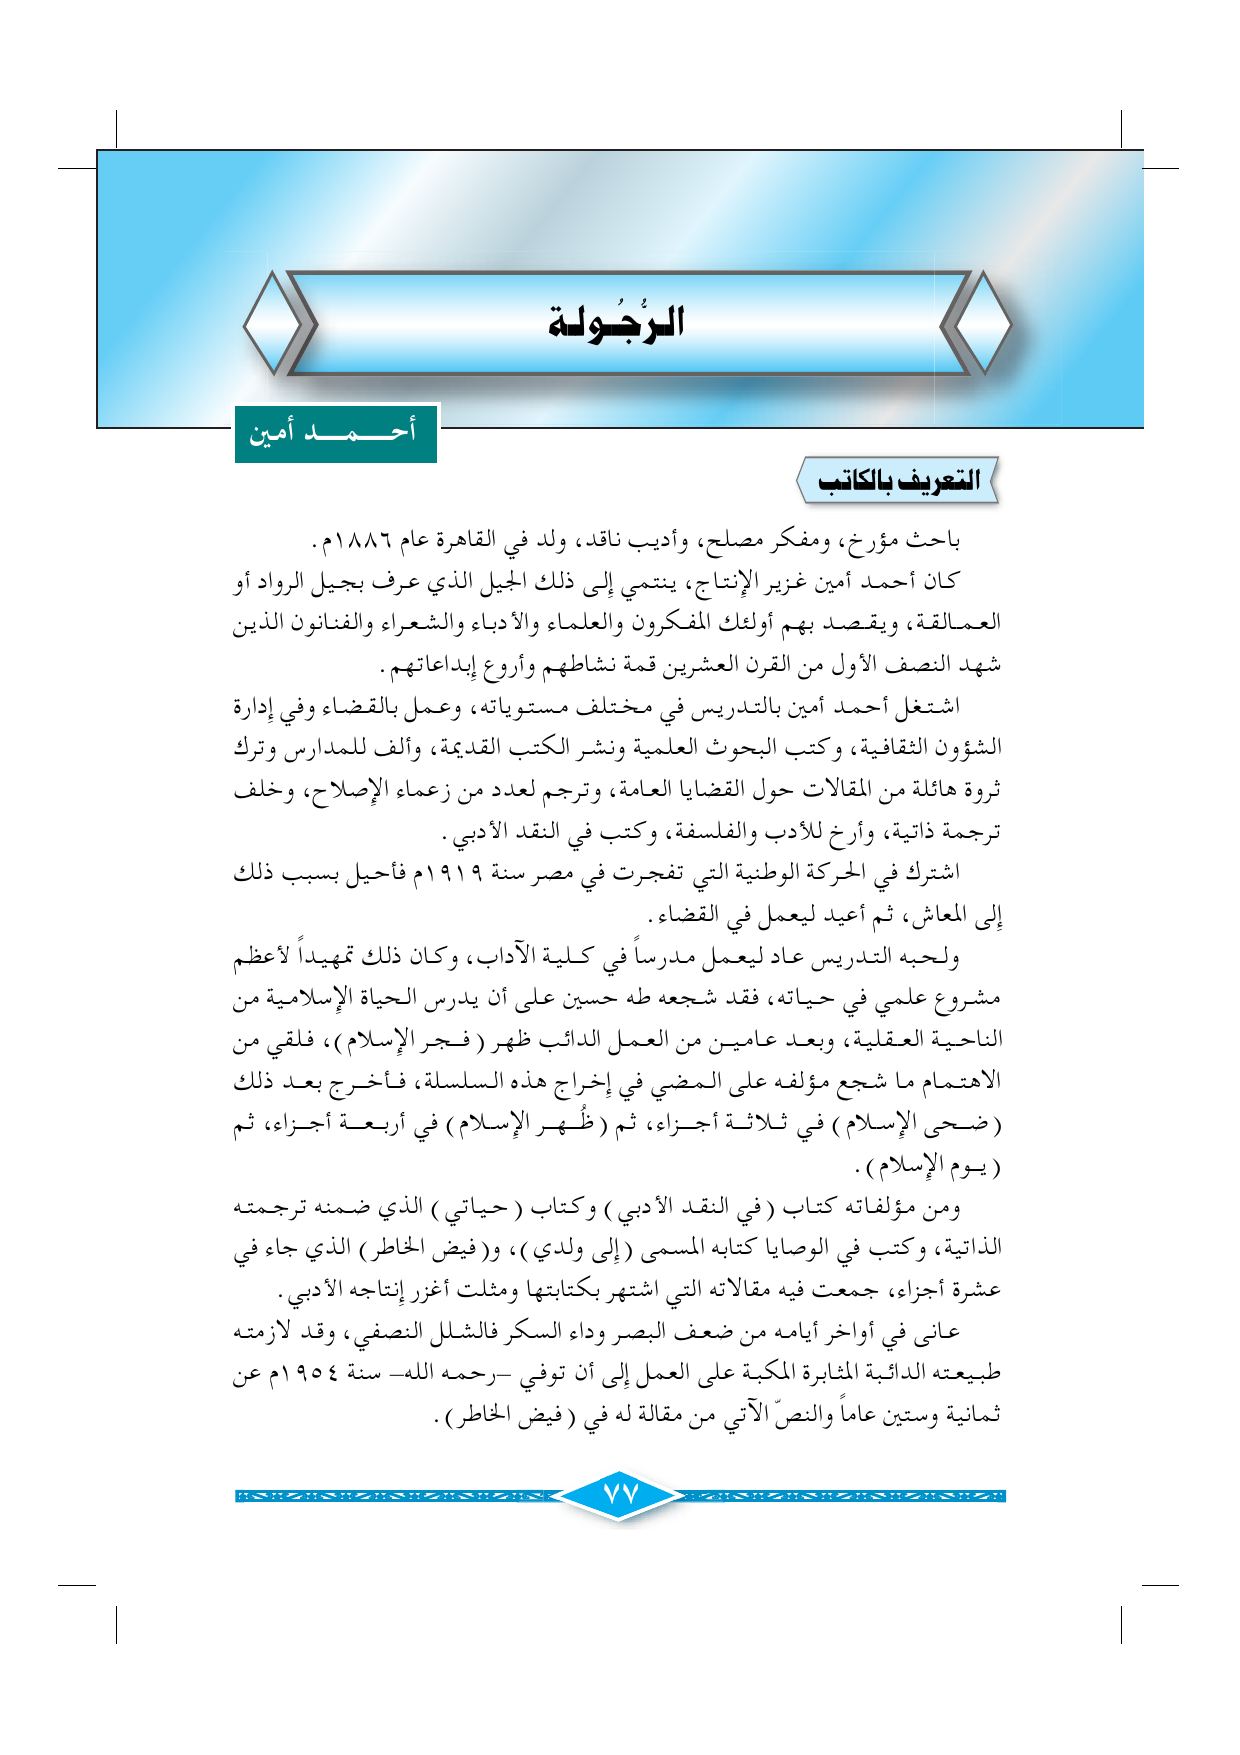 الرُّجُولة
أحمد أمين
التعريف بالكاتب
باحث مؤرخ، ومفكر مصلح، وأديب ناقد، ولد في القاهرة عام ١٨٨٦م.
كان أحمد أمين غزير الإنتاج، ينتمي إلى ذلك الجيل الذي عرف بجيل الرواد أو
العمالقة، ويقصد بهم أولئك المفكرون والعلماء والأدباء والشعراء والفنانون الذين
شهد النصف الأول من القرن العشرين قمة نشاطهم وأروع إبداعاتهم.
اشتغل أحمد أمين بالتدريس في مختلف مستوياته، وعمل بالقضاء وفي إدارة
الشؤون الثقافية، وكتب البحوث العلمية ونشر الكتب القديمة، وألف للمدارس وترك
ثروة هائلة من المقالات حول القضايا العامة، وترجم لعدد من زعماء الإصلاح، وخلف
ترجمة ذاتية، وأرخ للأدب والفلسفة، وكتب في النقد الأدبي.
اشترك في الحركة الوطنية التي تفجرت في مصر سنة ١٩١٩م فأحيل بسبب ذلك
إلى المعاش، ثم أعيد ليعمل في القضاء.
ولحبه التدريس عاد ليعمل مدرساً في كلية الآداب، وكان ذلك تمهيداً لأعظم
مشروع علمي في حياته، فقد شجعه طه حسين على أن يدرس الحياة الإسلامية من
الناحية العقلية، وبعد عامين من العمل الدائب ظهر (فجر الإسلام)، فلقي من
الاهتمام ما شجع مؤلفه على المضي في إخراج هذه السلسلة، فأخرج بعد ذلك
(ضحى الإسلام) في ثلاثة أجزاء، ثم (ظُهر الإسلام) في أربعة أجزاء، ثم
(يوم الإسلام).
ومن مؤلفاته كتاب (في النقد الأدبي) وكتاب (حياتي) الذي ضمنه ترجمته
الذاتية، وكتب في الوصايا كتابه المسمى (إلى ولدي)، و(فيض الخاطر) الذي جاء في
عشرة أجزاء، جمعت فيه مقالاته التي اشتهر بكتابتها ومثلت أغزر إنتاجه الأدبي.
عانى في أواخر أيامه من ضعف البصر وداء السكر فالشلل النصفي، وقد لازمته
طبيعته الدائبة المثابرة المكبة على العمل إلى أن توفي –رحمه الله– سنة ١٩٥٤م عن
ثمانية وستين عاماً والنصّ الآتي من مقالة له في (فيض الخاطر).
٧٧